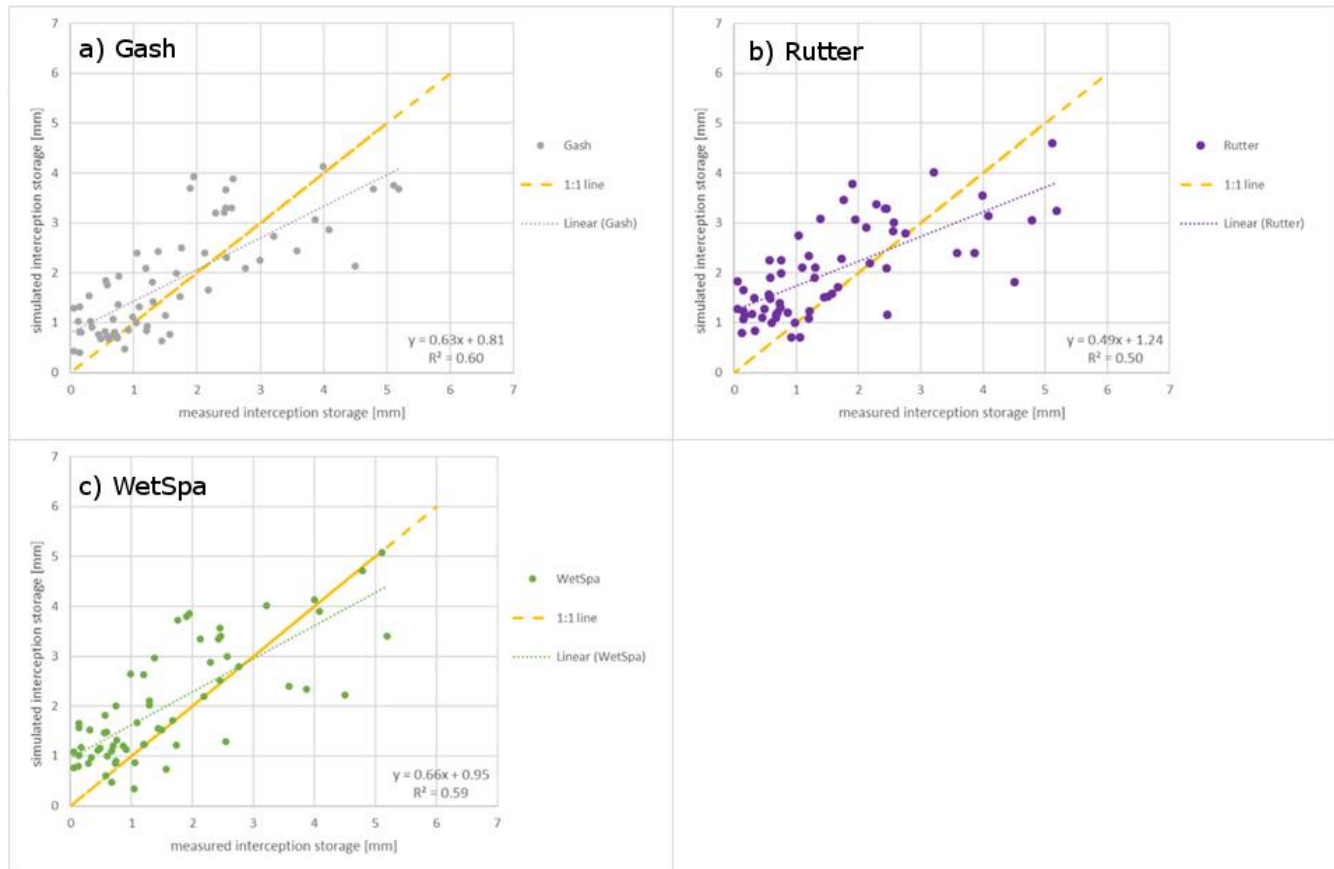 a) Gash
7
6
5
4
3
2
1
0
simulated interception storage [mm]
0 1 2 3 4 5 6 7
measured interception storage [mm]
y = 0.63x + 0.81
R² = 0.60
Gash
1:1 line
Linear (Gash)
b) Rutter
7
6
5
4
3
2
1
0
simulated interception storage [mm]
0 1 2 3 4 5 6 7
measured interception storage [mm]
y = 0.49x + 1.24
R² = 0.50
Rutter
1:1 line
Linear (Rutter)
c) WetSpa
7
6
5
4
3
2
1
0
simulated interception storage [mm]
0 1 2 3 4 5 6 7
measured interception storage [mm]
y = 0.66x + 0.95
R² = 0.59
WetSpa
1:1 line
Linear (WetSpa)